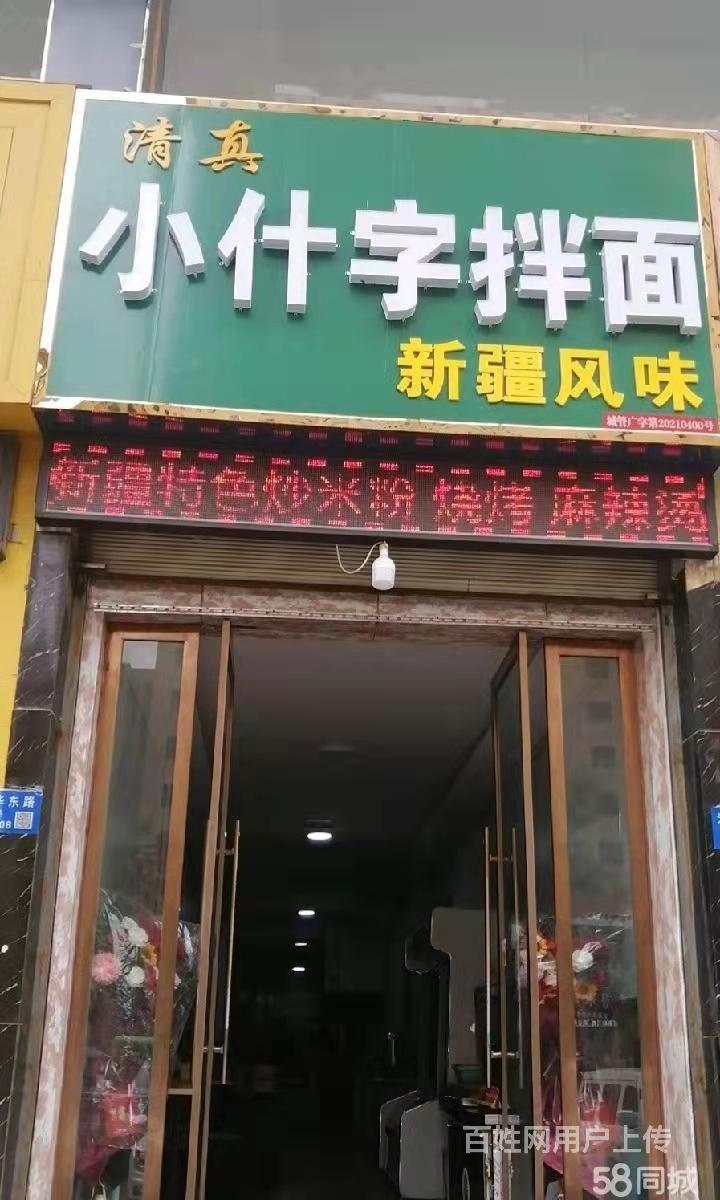 清真
小什字拌面
新疆风味
城管广字第20210400号
新疆特色炒米粉 烧烤 麻辣烫
东路
百姓网用户上传
58同城